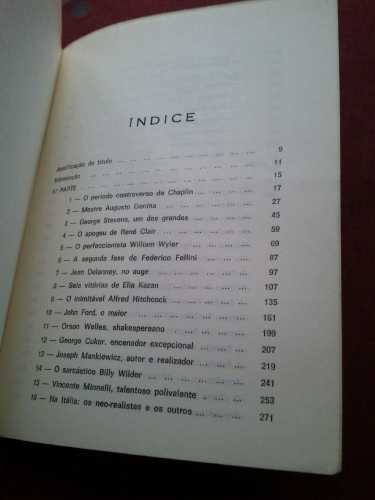 ÍNDICE
Justificação do título ... ... ... ... ... ... ... 9
Introdução ... ... ... ... ... ... ... ... ... 11
1.ª PARTE . ... ... ... ... ... ... ... ... ... 15
1 — O período controverso de Chaplin ... ... 17
2 — Mestre Augusto Genina ... ... ... ... 27
3 — George Stevens, um dos grandes ... ... 45
4 — O apogeu de René Clair ... ... ... ... 59
5 — O perfeccionista William Wyler ... ... 69
6 — A segunda fase de Federico Fellini ... ... 87
7 — Jean Delannoy, no auge ... ... ... ... 97
8 — Seis vitórias de Elia Kazan ... ... ... 107
9 — O inimitável Alfred Hitchcock ... ... ... 135
10 — John Ford, o maior ... ... ... ... ... 161
11 — Orson Welles, shakespereano . ... ... ... 199
12 — George Cukor, encenador excepcional ... ... 207
13 — Joseph Mankiewicz, autor e realizador ... 219
14 — O sarcástico Billy Wilder ... ... ... ... 241
15 — Vincente Minnelli, talentoso polivalente . ... 253
16 — Na Itália: os neo-realistas e os outros ... ... 271